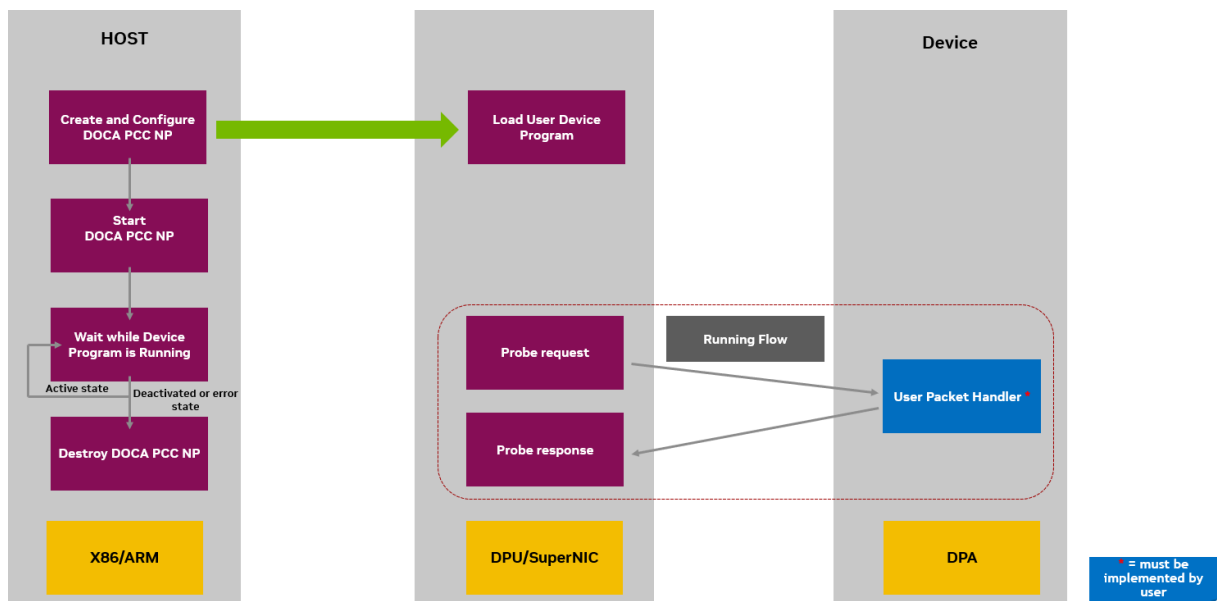 HOST
Device
Create and Configure
DOCA PCC NP
Load User Device
Program
Start
DOCA PCC NP
Wait while Device
Program is Running
Probe request
Running Flow
User Packet Handler *
Active state
Deactivated or error
state
Probe response
Destroy DOCA PCC NP
X86/ARM
DPU/SuperNIC
DPA
* = must be
implemented by
user